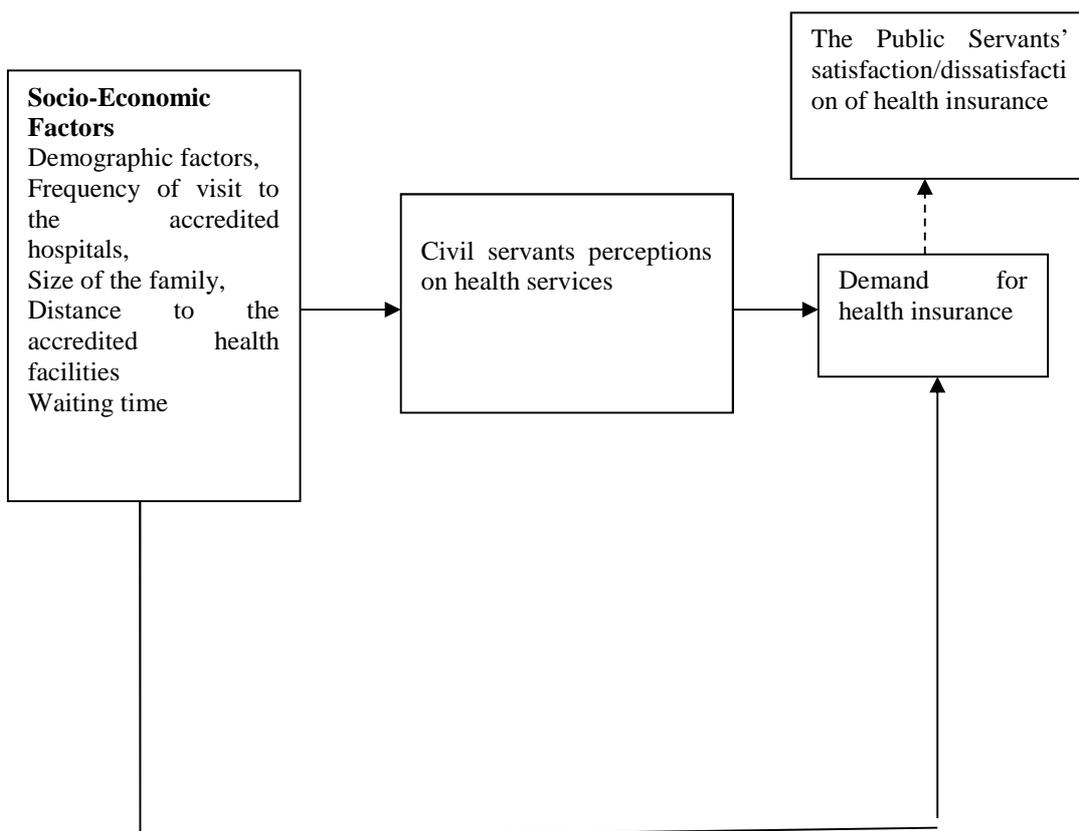 The Public Servants’
satisfaction/dissatisfacti
on of health insurance
Socio-Economic
Factors
Demographic factors,
Frequency of visit to
the accredited
hospitals,
Size of the family,
Distance to the
accredited health
facilities
Waiting time
Civil servants perceptions
on health services
Demand for
health insurance